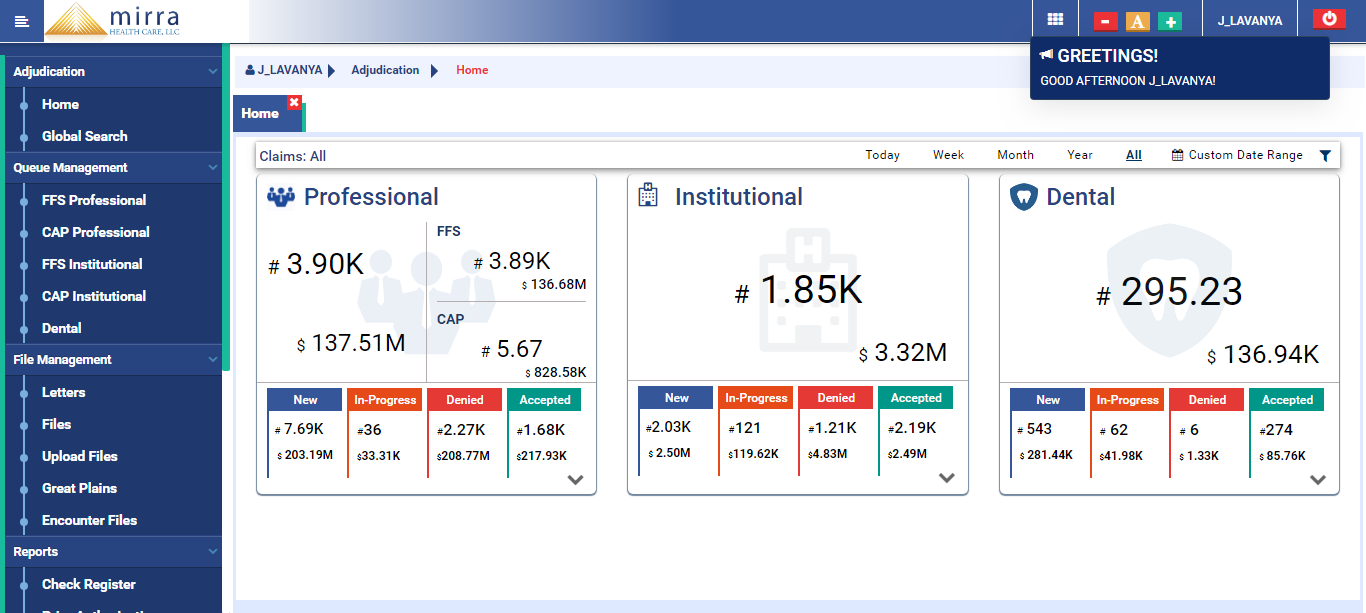 mirra
HEALTH CARE, LLC
A
J_LAVANYA
GREETINGS!
GOOD AFTERNOON J_LAVANYA!
Adjudication
Home
Global Search
Queue Management
FFS Professional
CAP Professional
FFS Institutional
CAP Institutional
Dental
File Management
Letters
Files
Upload Files
Great Plains
Encounter Files
Reports
Check Register
J_LAVANYA Adjudication Home
Home
Claims: All
Today Week Month Year All Custom Date Range
Professional
# 3.90K
$ 137.51M
FFS
# 3.89K
$ 136.68M
CAP
# 5.67
$ 828.58K
New In-Progress Denied Accepted
# 7.69K #36 #2.27K #1.68K
$ 203.19M $33.31K $208.77M $217.93K
Institutional
# 1.85K
$ 3.32M
New In-Progress Denied Accepted
#2.03K #121 #1.21K #2.19K
$ 2.50M $119.62K $4.83M $2.49M
Dental
# 295.23
$ 136.94K
New In-Progress Denied Accepted
# 543 # 62 # 6 #274
$ 281.44K $41.98K $ 1.33K $ 85.76K